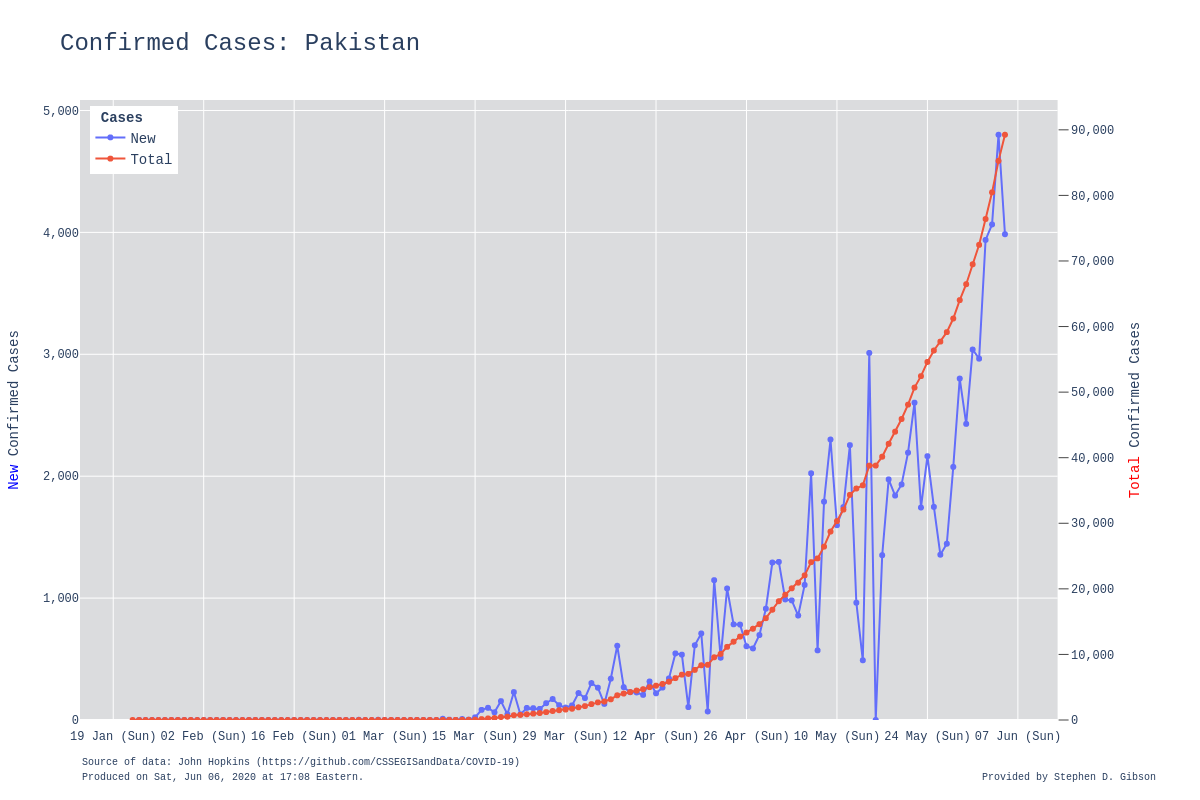 Confirmed Cases: Pakistan
Cases
New
Total
5,000
4,000
3,000
2,000
1,000
0
New Confirmed Cases
90,000
80,000
70,000
60,000
50,000
40,000
30,000
20,000
10,000
0
Total Confirmed Cases
19 Jan (Sun) 02 Feb (Sun) 16 Feb (Sun) 01 Mar (Sun) 15 Mar (Sun) 29 Mar (Sun) 12 Apr (Sun) 26 Apr (Sun) 10 May (Sun) 24 May (Sun) 07 Jun (Sun)
Source of data: John Hopkins (https://github.com/CSSEGISandData/COVID-19)
Produced on Sat, Jun 06, 2020 at 17:08 Eastern.
Provided by Stephen D. Gibson